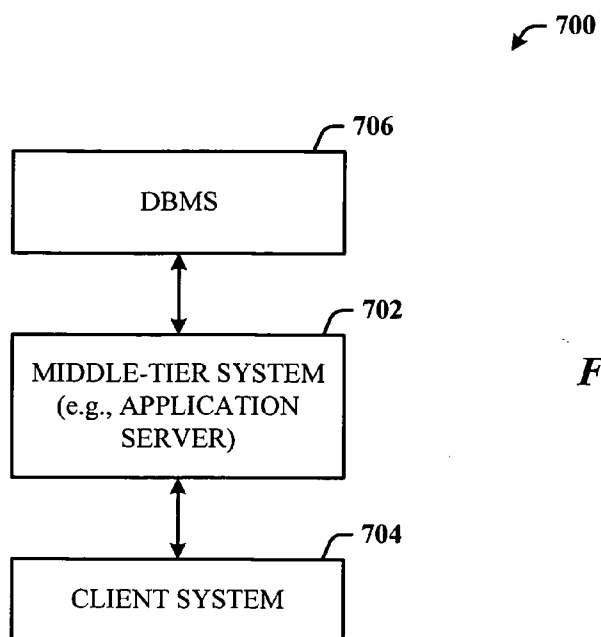 700
706
DBMS
702
MIDDLE-TIER SYSTEM
(e.g., APPLICATION
SERVER)
F
704
CLIENT SYSTEM